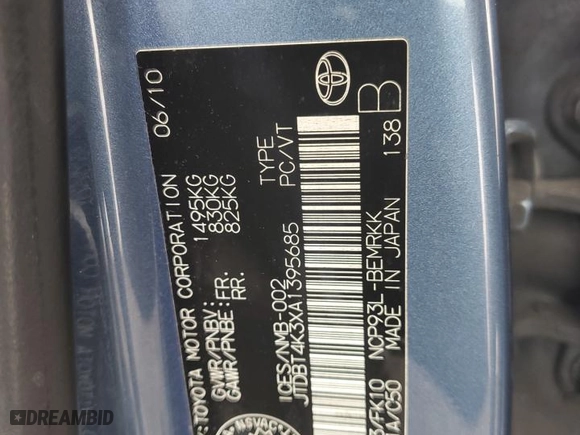 :TOYOTA MOTOR CORPORATION 06/10
GVWR/PNBV: 1495KG
GAWR/PNBE: FR. 830KG
RR. 825KG
ICES/NMB-002 TYPE
JTDBT4K3XA1395685 PC/VT
NCP93L-BEMRKK
MADE IN JAPAN 138
B
DREAMBID